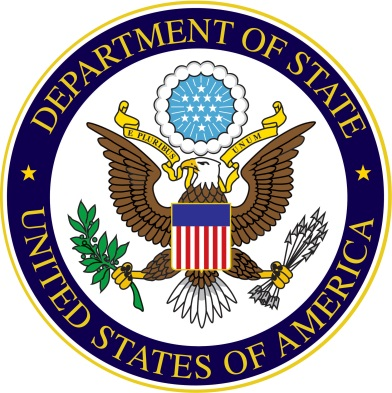 DEPARTMENT OF STATE
E PLURIBUS UNUM
UNITED STATES OF AMERICA